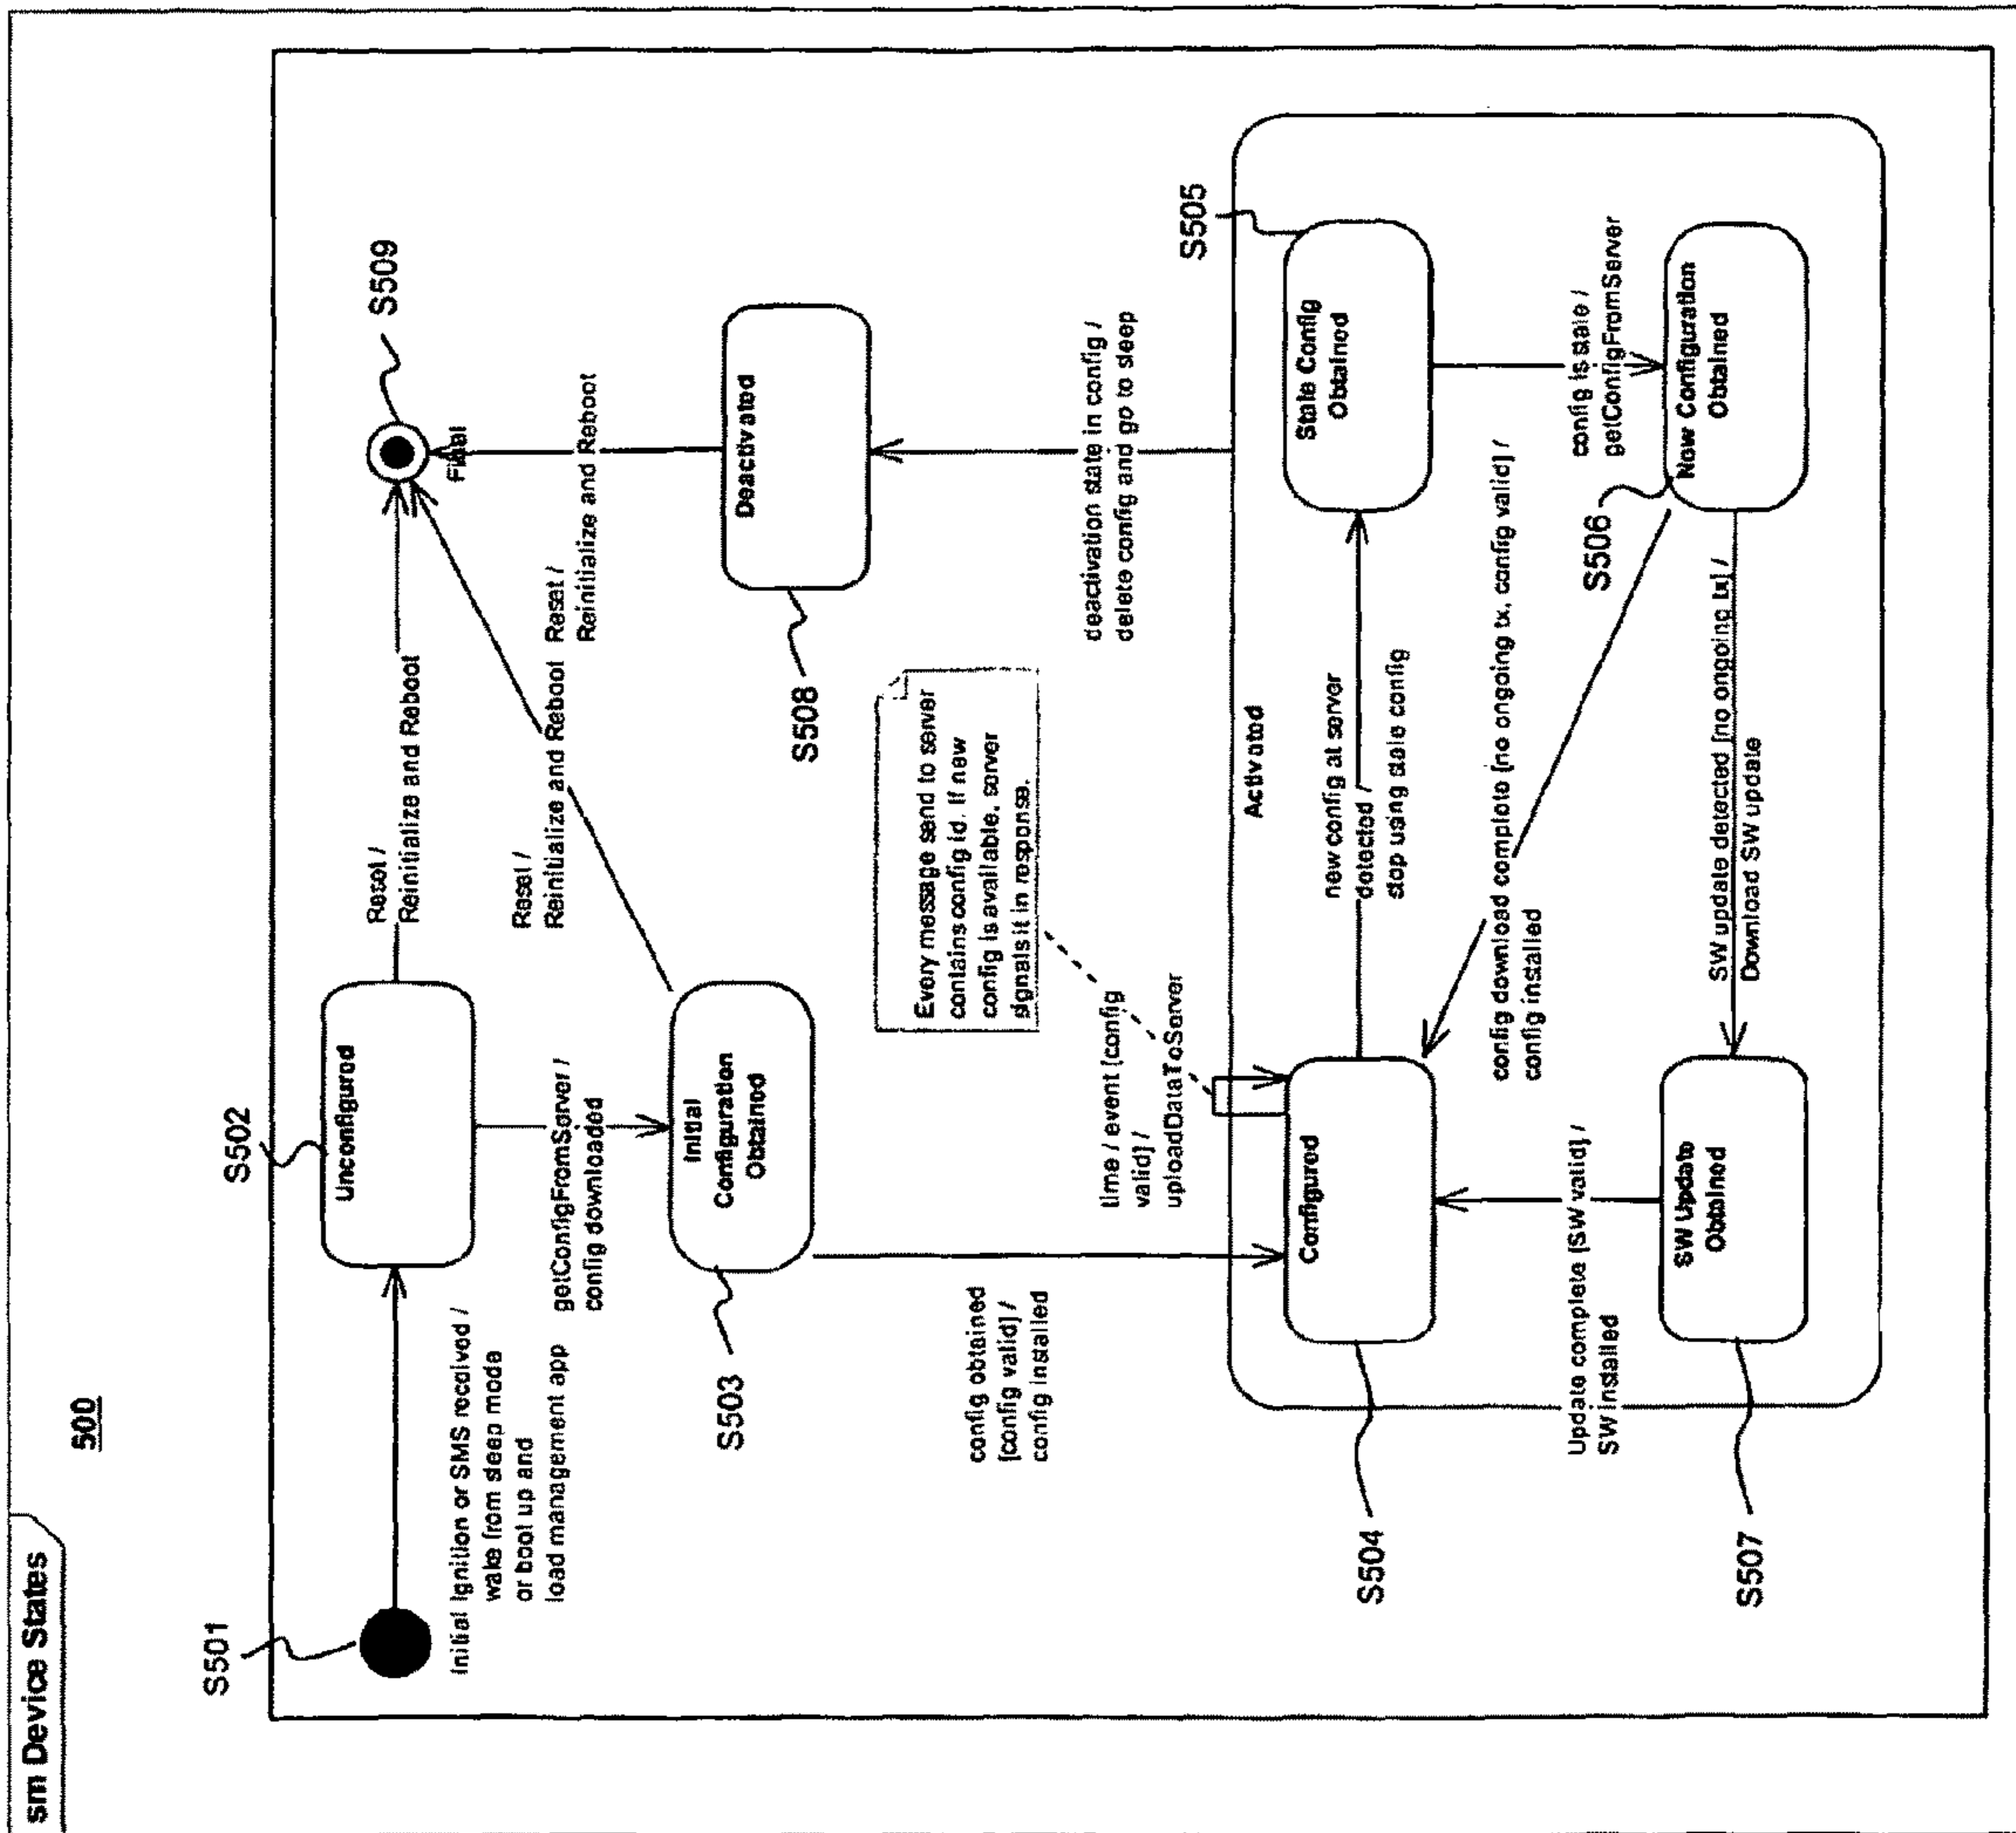 sm Device States
500
S501
S502
S509
Unconfigured
Final
Initial Ignition or SMS received /
wake from sleep mode
or boot up and
load management app
Reset /
Reinitialize and Reboot
getConfigFromServer /
config downloaded
Reset /
Reinitialize and Reboot
Reset /
Reinitialize and Reboot
S503
Initial
Configuration
Obtained
Deactivated
S508
Every message send to server
contains config id. If new
config is available, server
signals it in response.
config obtained
[config valid] /
config installed
time / event [config
valid] /
uploadDataToServer
deactivation state in config /
delete config and go to sleep
Activated
S505
Configured
new config at server
detected /
stop using stale config
Stale Config
Obtained
S504
config download complete [no ongoing tx, config valid] /
config installed
config is stale /
getConfigFromServer
S506
Update complete [SW valid] /
SW installed
SW Update
Obtained
SW update detected [no ongoing tx] /
Download SW update
New Configuration
Obtained
S507